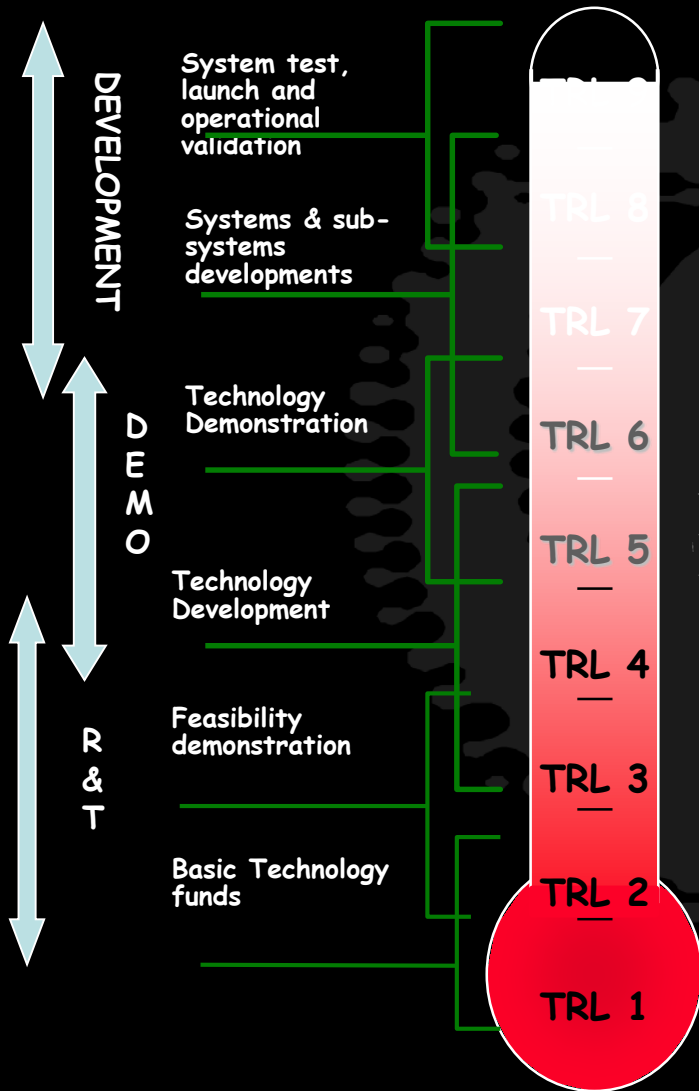 DEVELOPMENT
System test,
launch and
operational
validation
Systems & sub-
systems
developments
DEMO
Technology
Demonstration
Technology
Development
R&T
Feasibility
demonstration
Basic Technology
funds
TRL 8
TRL 7
TRL 6
TRL 5
TRL 4
TRL 3
TRL 2
TRL 1